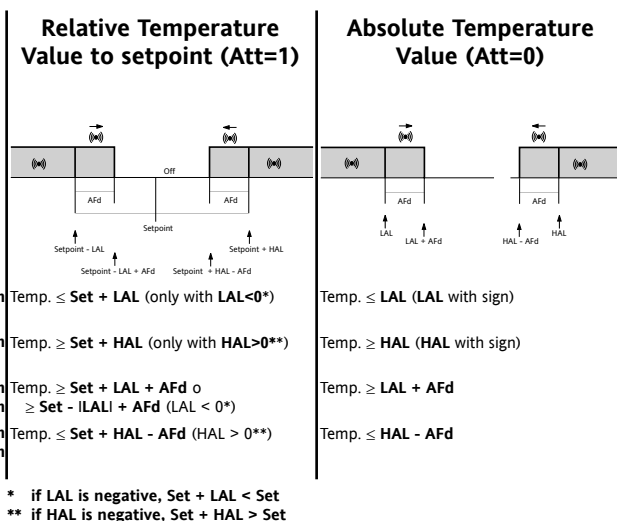 Relative Temperature
Value to setpoint (Att=1)
Absolute Temperature
Value (Att=0)
Off
AFd
AFd
Setpoint
Setpoint - LAL
Setpoint + HAL
Setpoint - LAL + AFd
Setpoint + HAL - AFd
AFd
AFd
LAL
LAL + AFd
HAL - AFd
HAL
Temp. ≤ Set + LAL (only with LAL<0*)
Temp. ≤ LAL (LAL with sign)
Temp. ≥ Set + HAL (only with HAL>0**)
Temp. ≥ HAL (HAL with sign)
Temp. ≥ Set + LAL + AFd o
≥ Set - ILALI + AFd (LAL < 0*)
Temp. ≥ LAL + AFd
Temp. ≤ Set + HAL - AFd (HAL > 0**)
Temp. ≤ HAL - AFd
* if LAL is negative, Set + LAL < Set
** if HAL is negative, Set + HAL > Set